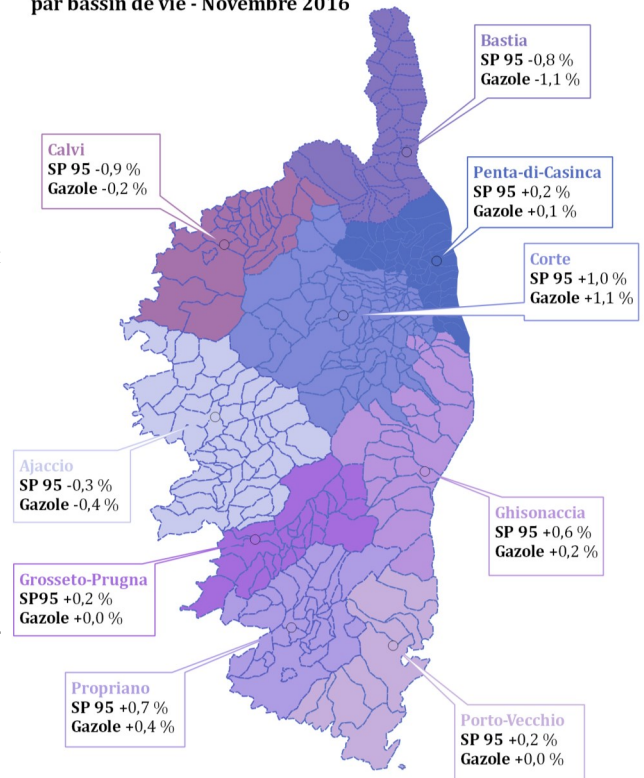 par bassin de vie - Novembre 2016
Bastia
SP 95 -0,8 %
Gazole -1,1 %
Calvi
SP 95 -0,9 %
Gazole -0,2 %
Penta-di-Casinca
SP 95 +0,2 %
Gazole +0,1 %
Corte
SP 95 +1,0 %
Gazole +1,1 %
Ajaccio
SP 95 -0,3 %
Gazole -0,4 %
Ghisonaccia
SP 95 +0,6 %
Gazole +0,2 %
Grosseto-Prugna
SP95 +0,2 %
Gazole +0,0 %
Propriano
SP 95 +0,7 %
Gazole +0,4 %
Porto-Vecchio
SP 95 +0,2 %
Gazole +0,0 %